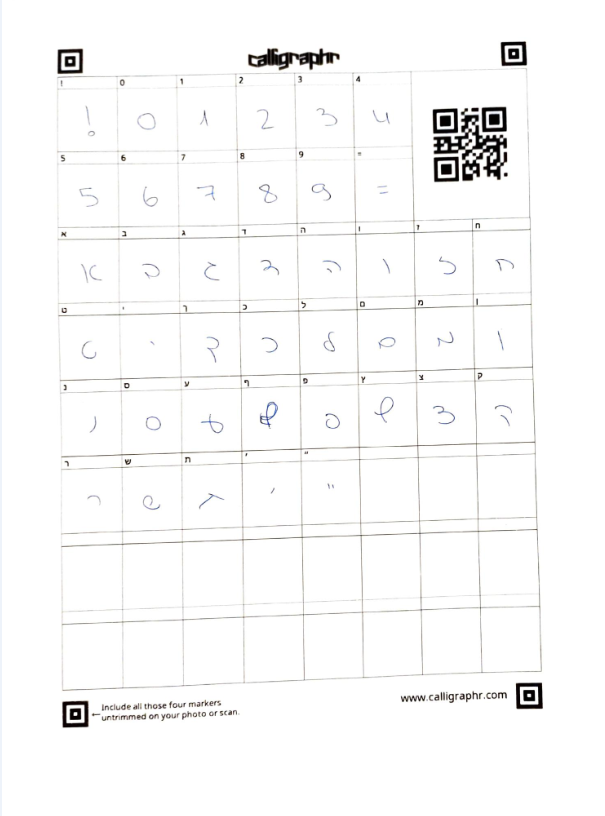 calligraphr
! 0 1 2 3 4
! 0 1 2 3 4
5 6 7 8 9 =
5 6 7 8 9 =
א ב ג ד ה ו ז ח
א ב ג ד ה ו ז ח
ט י ך כ ל ם מ ן
ט י ך כ ל ם מ ן
נ ס ע ף פ ץ צ ק
נ ס ע ף פ ץ צ ק
ר ש ת ׳ ״
ר ש ת ׳ ״
Include all those four markers
← untrimmed on your photo or scan.
www.calligraphr.com